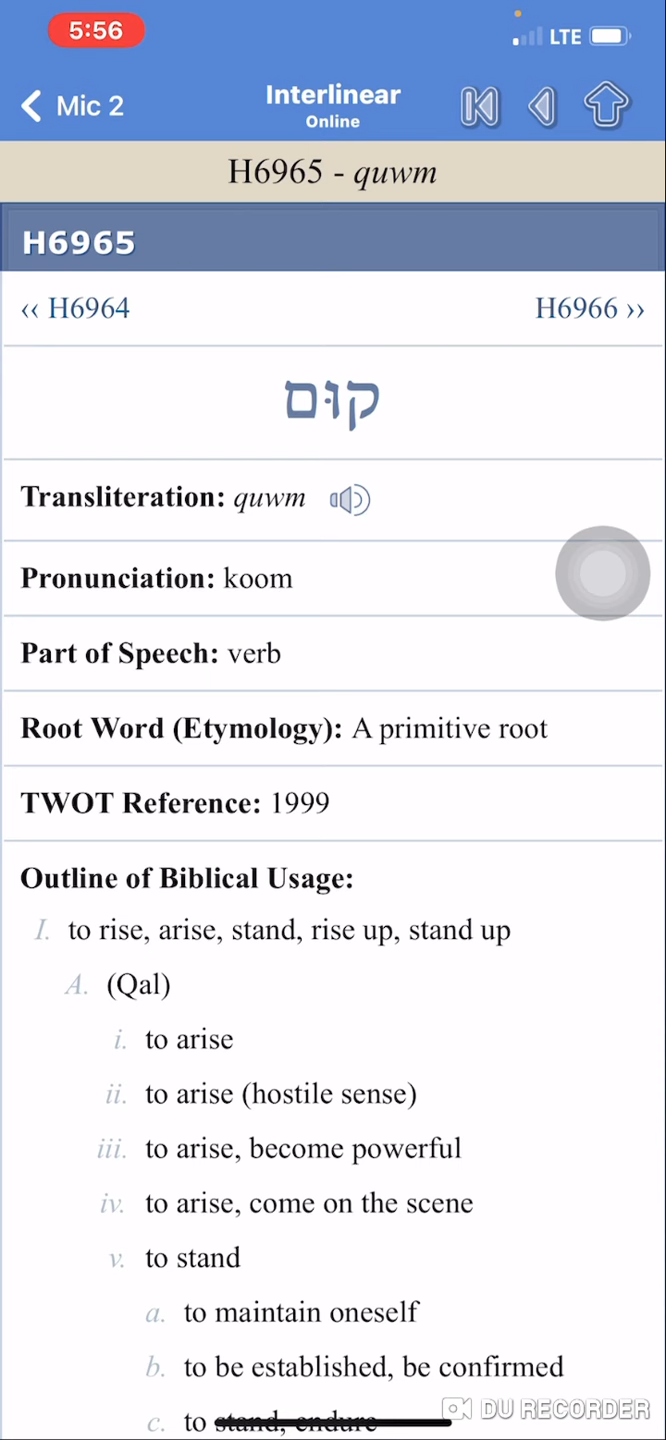 5:56
LTE
Mic 2
Interlinear
Online
H6965 - quwm
H6965
‹‹ H6964
H6966 ››
קוּם
Transliteration: quwm
Pronunciation: koom
Part of Speech: verb
Root Word (Etymology): A primitive root
TWOT Reference: 1999
Outline of Biblical Usage:
I. to rise, arise, stand, rise up, stand up
A. (Qal)
i. to arise
ii. to arise (hostile sense)
iii. to arise, become powerful
iv. to arise, come on the scene
v. to stand
a. to maintain oneself
b. to be established, be confirmed
c. to stand, endure
DU RECORDER